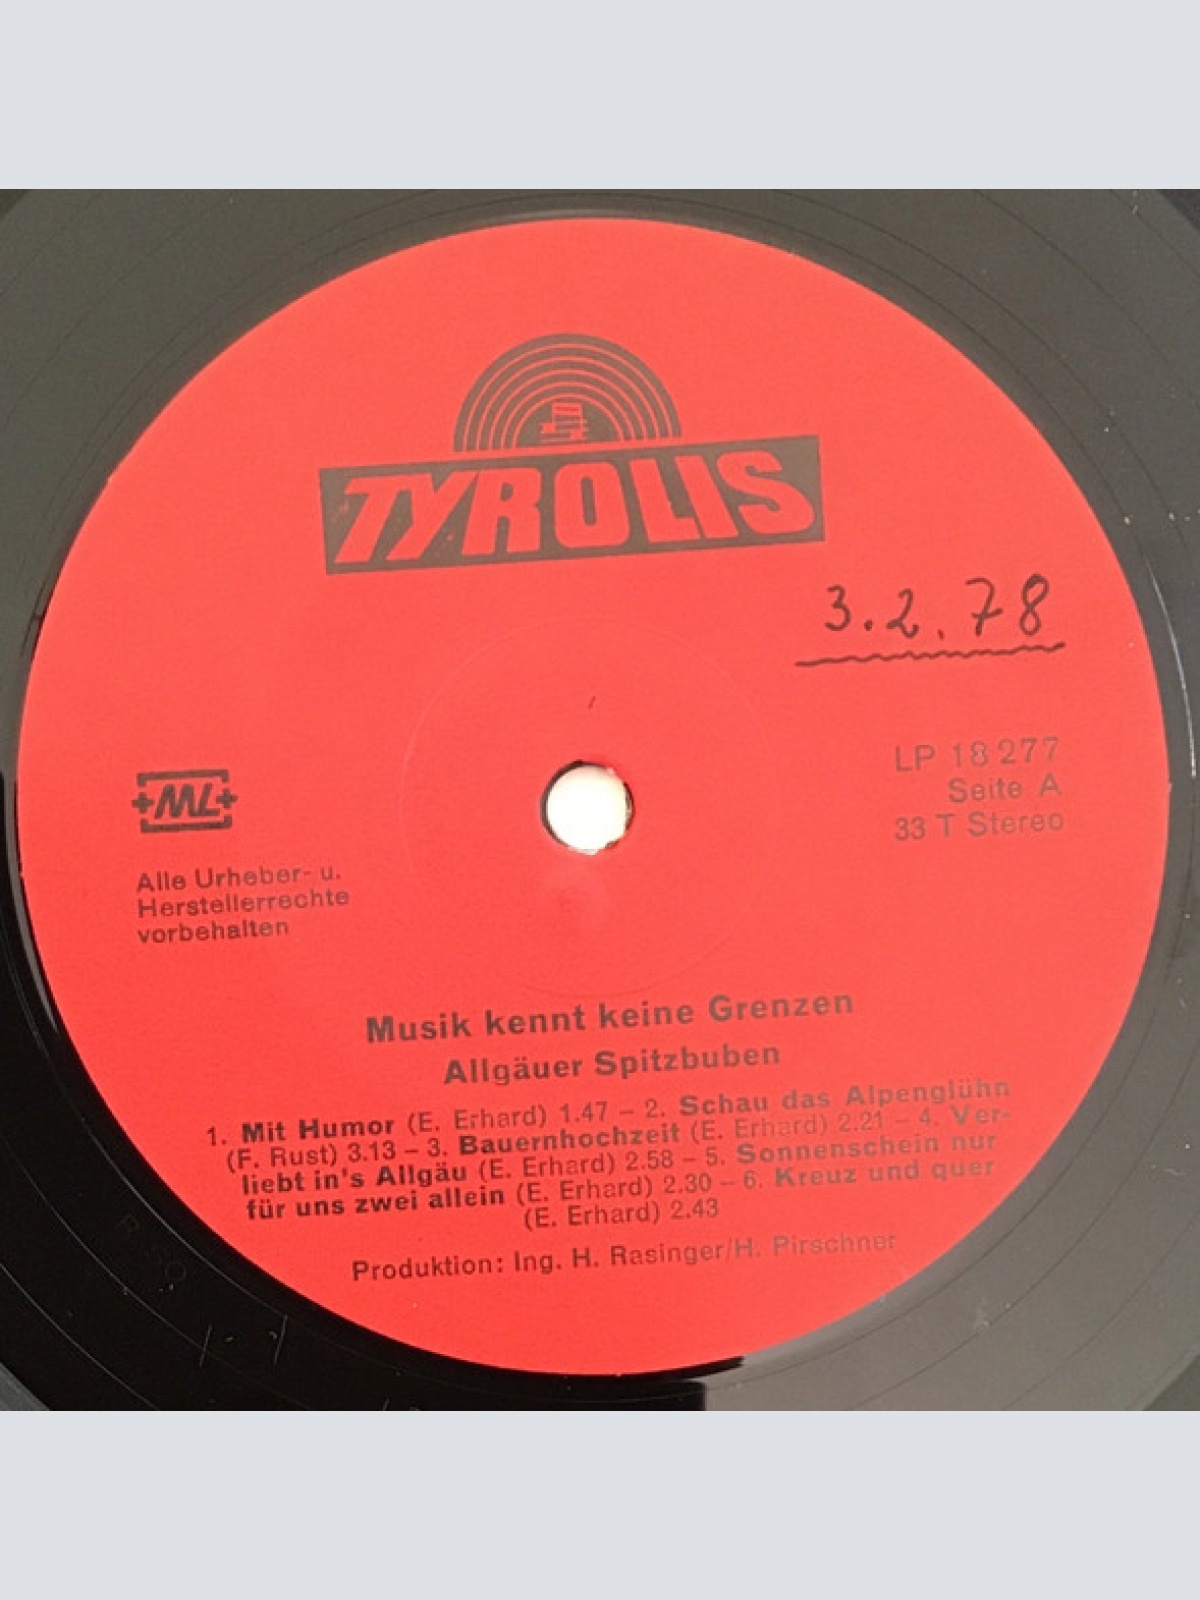 TYROLIS
3.2.78
LP 18 277
Seite A
33 T Stereo
+ML+
Alle Urheber- u.
Herstellerrechte
vorbehalten
Musik kennt keine Grenzen
Allgäuer Spitzbuben
1. Mit Humor (E. Erhard) 1.47 – 2. Schau das Alpenglühn
(F. Rust) 3.13 – 3. Bauernhochzeit (E. Erhard) 2.21 – 4. Ver-
liebt in's Allgäu (E. Erhard) 2.58 – 5. Sonnenschein nur
für uns zwei allein (E. Erhard) 2.30 – 6. Kreuz und quer
(E. Erhard) 2.43
Produktion: Ing. H. Rasinger/H. Pirschner